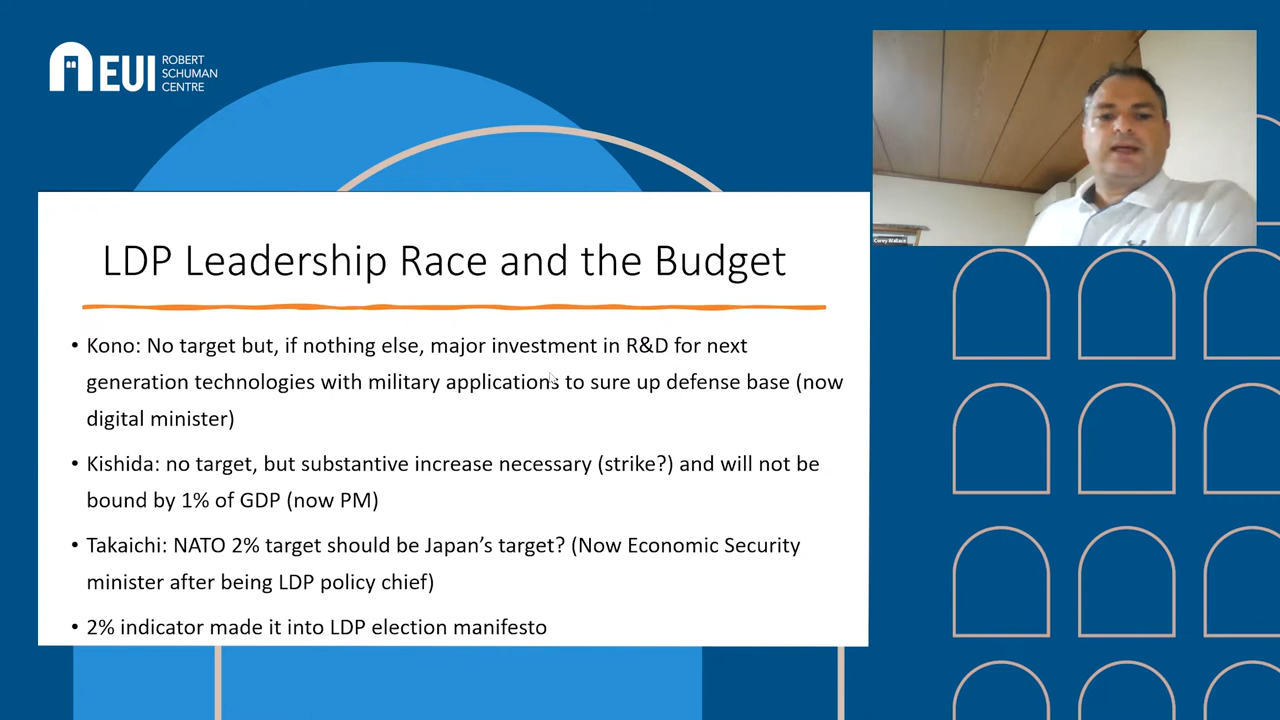 EUI
ROBERT
SCHUMAN
CENTRE
Corey Wallace
LDP Leadership Race and the Budget
• Kono: No target but, if nothing else, major investment in R&D for next
generation technologies with military applications to sure up defense base (now
digital minister)
• Kishida: no target, but substantive increase necessary (strike?) and will not be
bound by 1% of GDP (now PM)
• Takaichi: NATO 2% target should be Japan’s target? (Now Economic Security
minister after being LDP policy chief)
• 2% indicator made it into LDP election manifesto